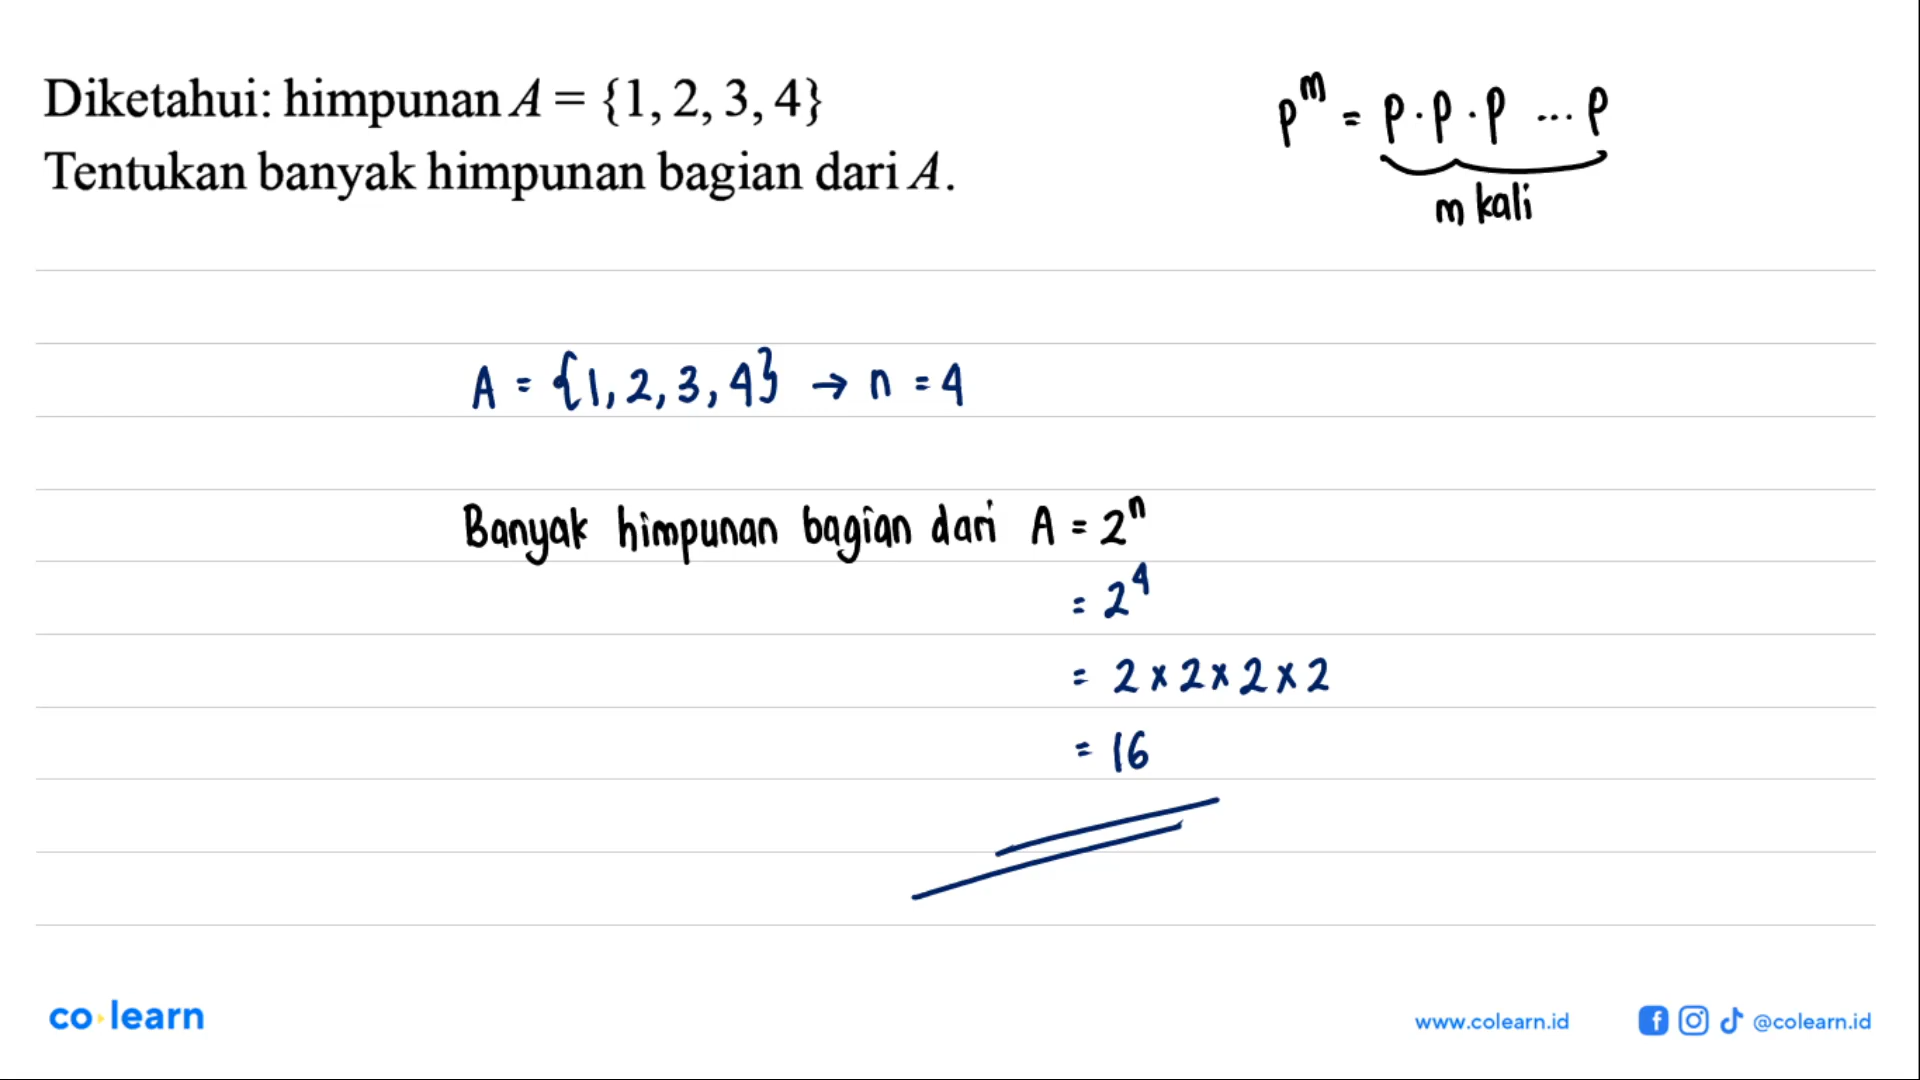 Diketahui: himpunan A = {1, 2, 3, 4}
Tentukan banyak himpunan bagian dari A.
p^m = p · p · p ... p
m kali
A = {1, 2, 3, 4} → n = 4
Banyak himpunan bagian dari A = 2^n
= 2^4
= 2 × 2 × 2 × 2
= 16
co learn
www.colearn.id
@colearn.id